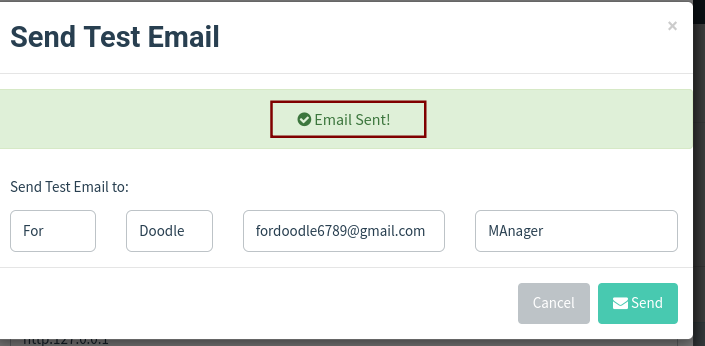 Send Test Email
×
Email Sent!
Send Test Email to:
For Doodle fordoodle6789@gmail.com MAnager
Cancel Send
http:127.0.0.1